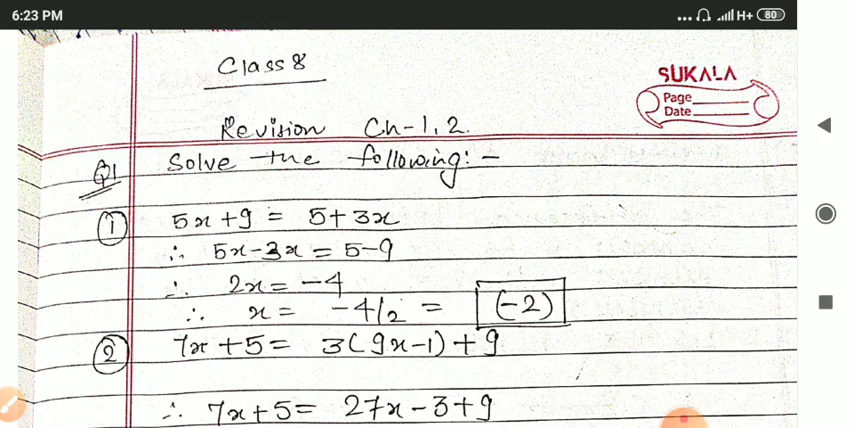 6:23 PM
... H+ 80
Class 8
SUKALA
Page
Date
Revision Ch-1, 2.
Q1 Solve the following:-
① 5x+9 = 5+3x
∴ 5x-3x = 5-9
∴ 2x = -4
∴ x = -4/2 = (-2)
② 7x+5 = 3(9x-1)+9
∴ 7x+5 = 27x-3+9